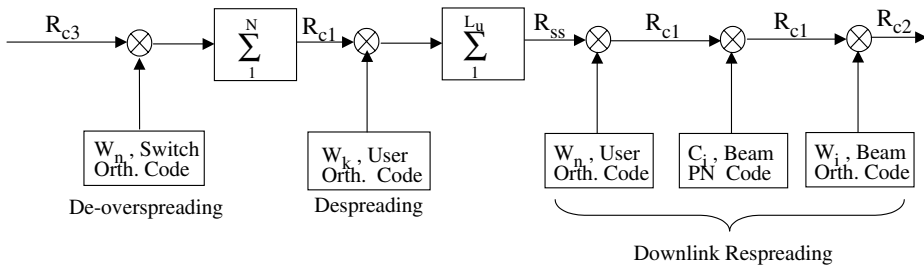 R_c3
N
∑
1
R_c1
L_u
∑
1
R_ss
R_c1
R_c1
R_c2
W_n , Switch
Orth. Code
De-overspreading
W_k , User
Orth. Code
Despreading
W_n , User
Orth. Code
C_i , Beam
PN Code
W_i , Beam
Orth. Code
Downlink Respreading